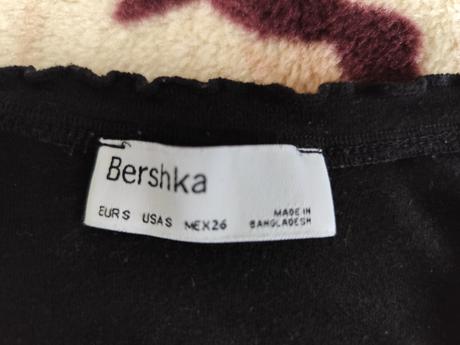 Bershka
EUR S USA S MEX 26 MADE IN
BANGLADESH